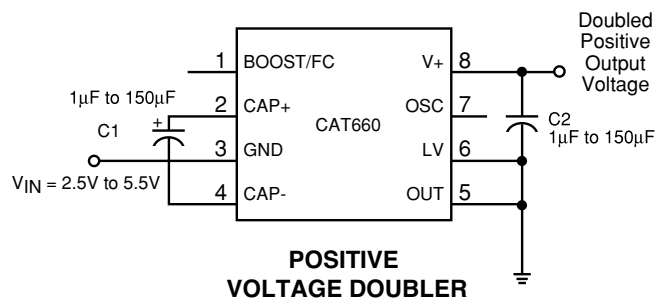 Doubled
Positive
Output
Voltage
1 BOOST/FC V+ 8
1µF to 150µF
2 CAP+ OSC 7
C1 + CAT660 C2
1µF to 150µF
3 GND LV 6
VIN = 2.5V to 5.5V
4 CAP- OUT 5
POSITIVE
VOLTAGE DOUBLER